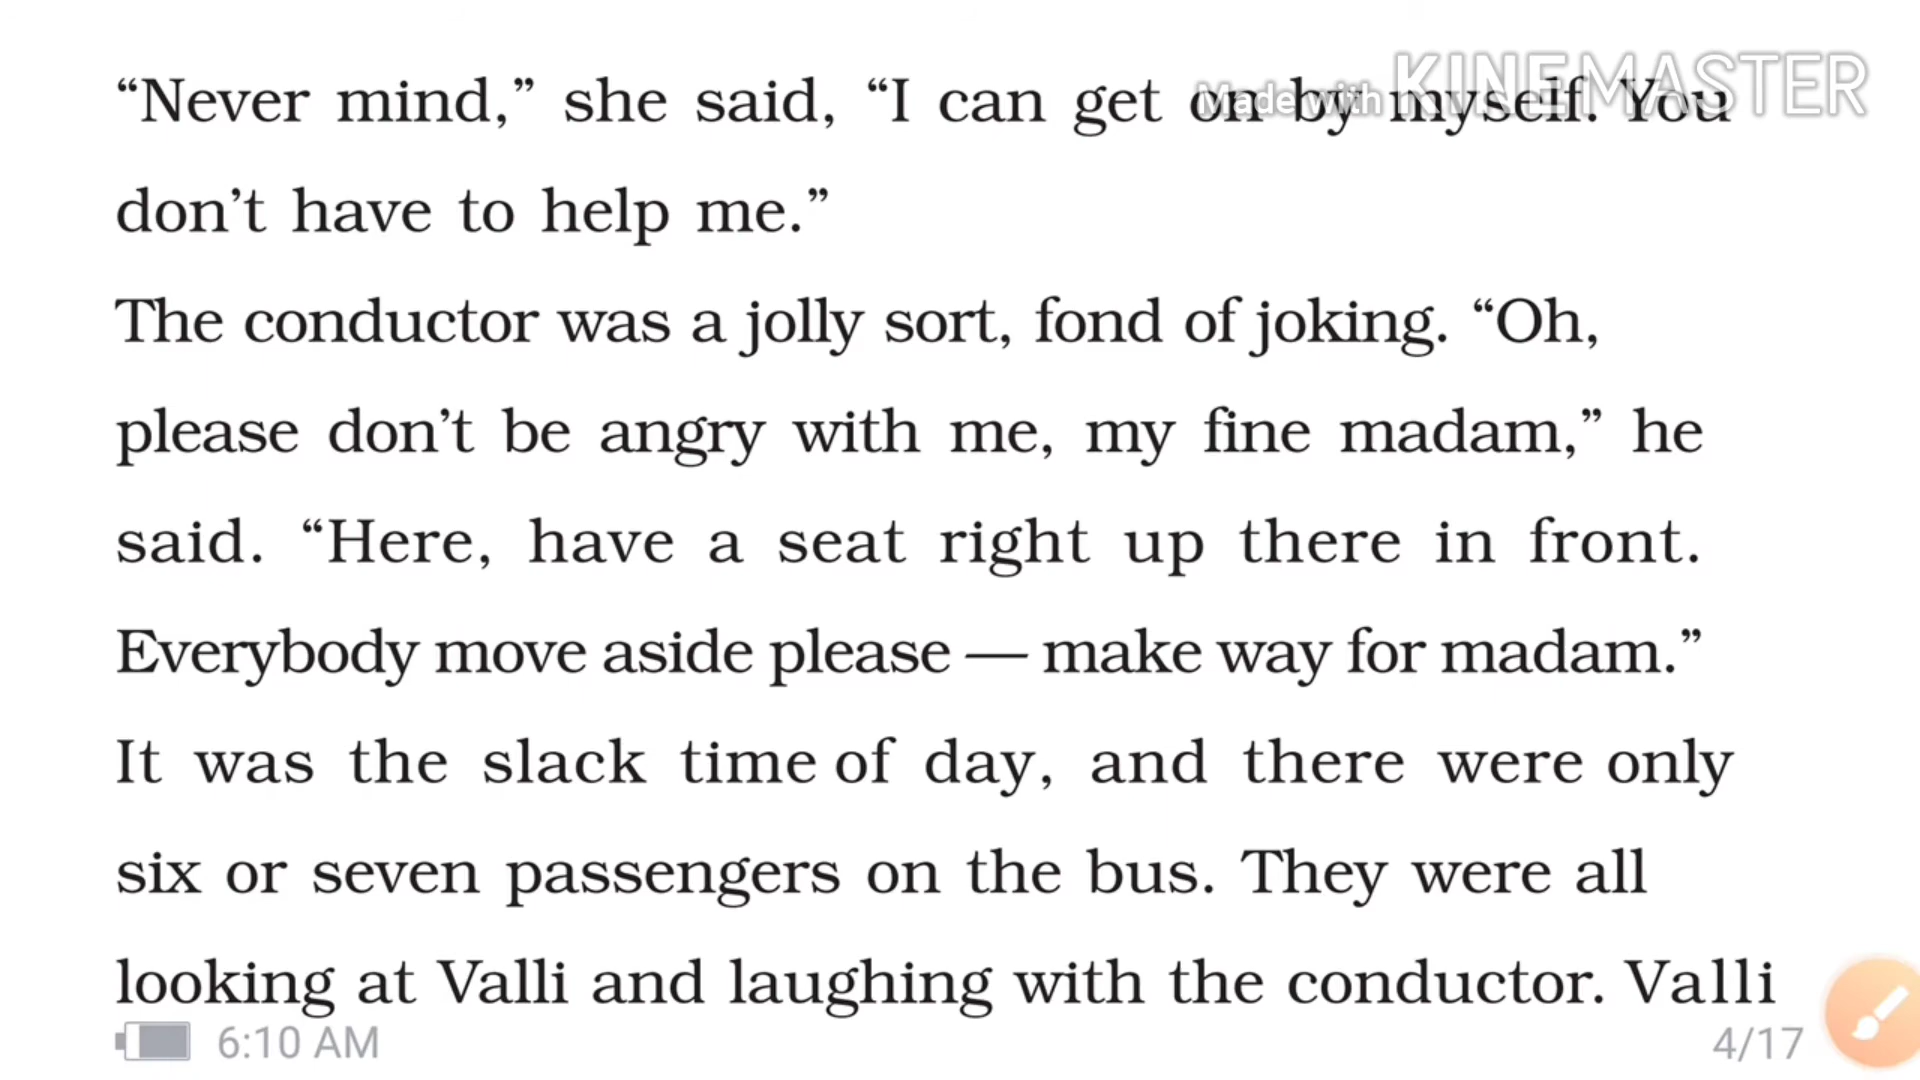 “Never mind,” she said, “I can get on by myself. You
Made with KINEMASTER
don’t have to help me.”
The conductor was a jolly sort, fond of joking. “Oh,
please don’t be angry with me, my fine madam,” he
said. “Here, have a seat right up there in front.
Everybody move aside please — make way for madam.”
It was the slack time of day, and there were only
six or seven passengers on the bus. They were all
looking at Valli and laughing with the conductor. Valli
6:10 AM
4/17